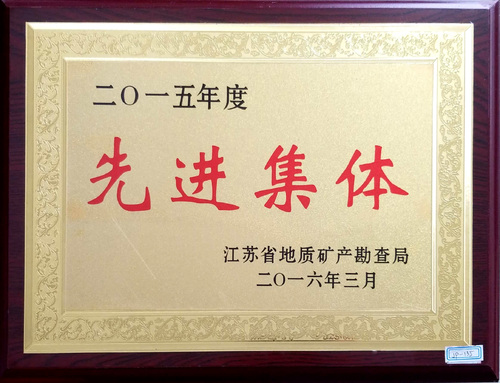 二〇一五年度
先进集体
江苏省地质矿产勘查局
二〇一六年三月